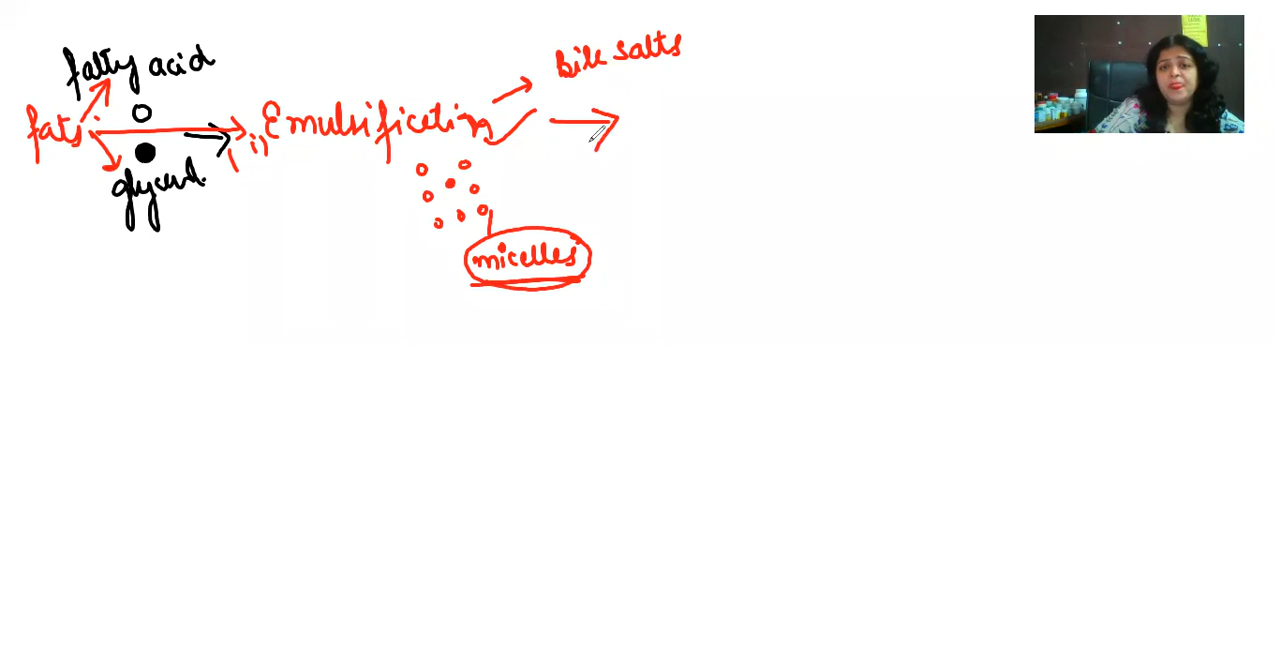 fatty acid
Bile salts
fats
i) Emulsification
glycerol
micelles